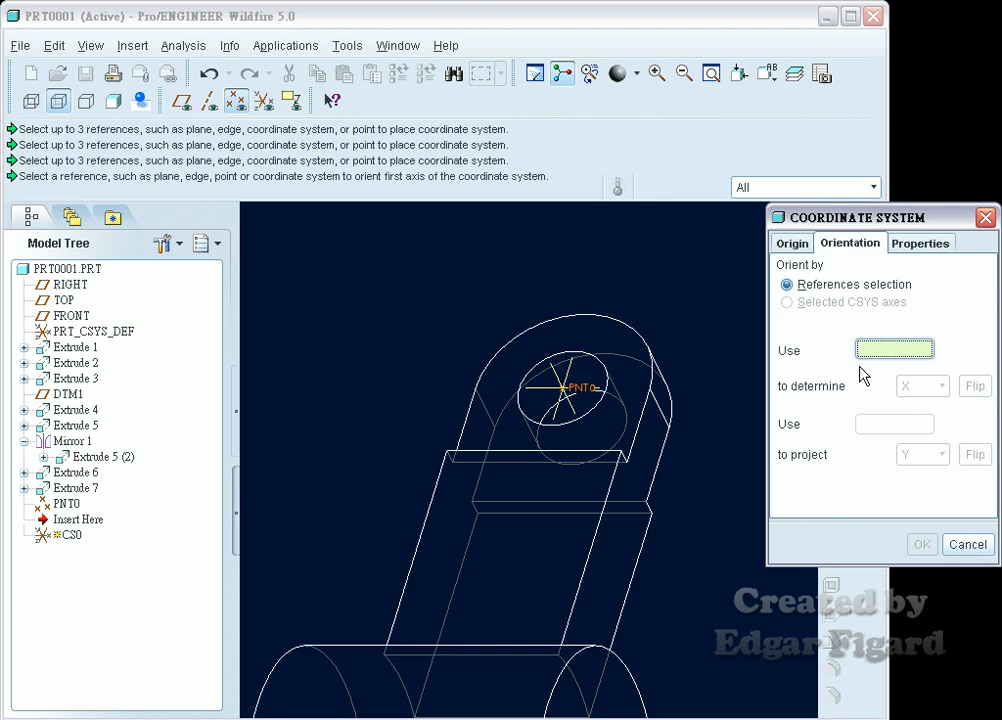 PRT0001 (Active) - Pro/ENGINEER Wildfire 5.0
File Edit View Insert Analysis Info Applications Tools Window Help
Select up to 3 references, such as plane, edge, coordinate system, or point to place coordinate system.
Select up to 3 references, such as plane, edge, coordinate system, or point to place coordinate system.
Select up to 3 references, such as plane, edge, coordinate system, or point to place coordinate system.
Select a reference, such as plane, edge, point or coordinate system to orient first axis of the coordinate system.
All
Model Tree
PRT0001.PRT
RIGHT
TOP
FRONT
PRT_CSYS_DEF
Extrude 1
Extrude 2
Extrude 3
DTM1
Extrude 4
Extrude 5
Mirror 1
Extrude 5 (2)
Extrude 6
Extrude 7
PNT0
Insert Here
CS0
PNT0
COORDINATE SYSTEM
Origin Orientation Properties
Orient by
References selection
Selected CSYS axes
Use
to determine X Flip
Use
to project Y Flip
OK Cancel
Created by
Edgar Figard